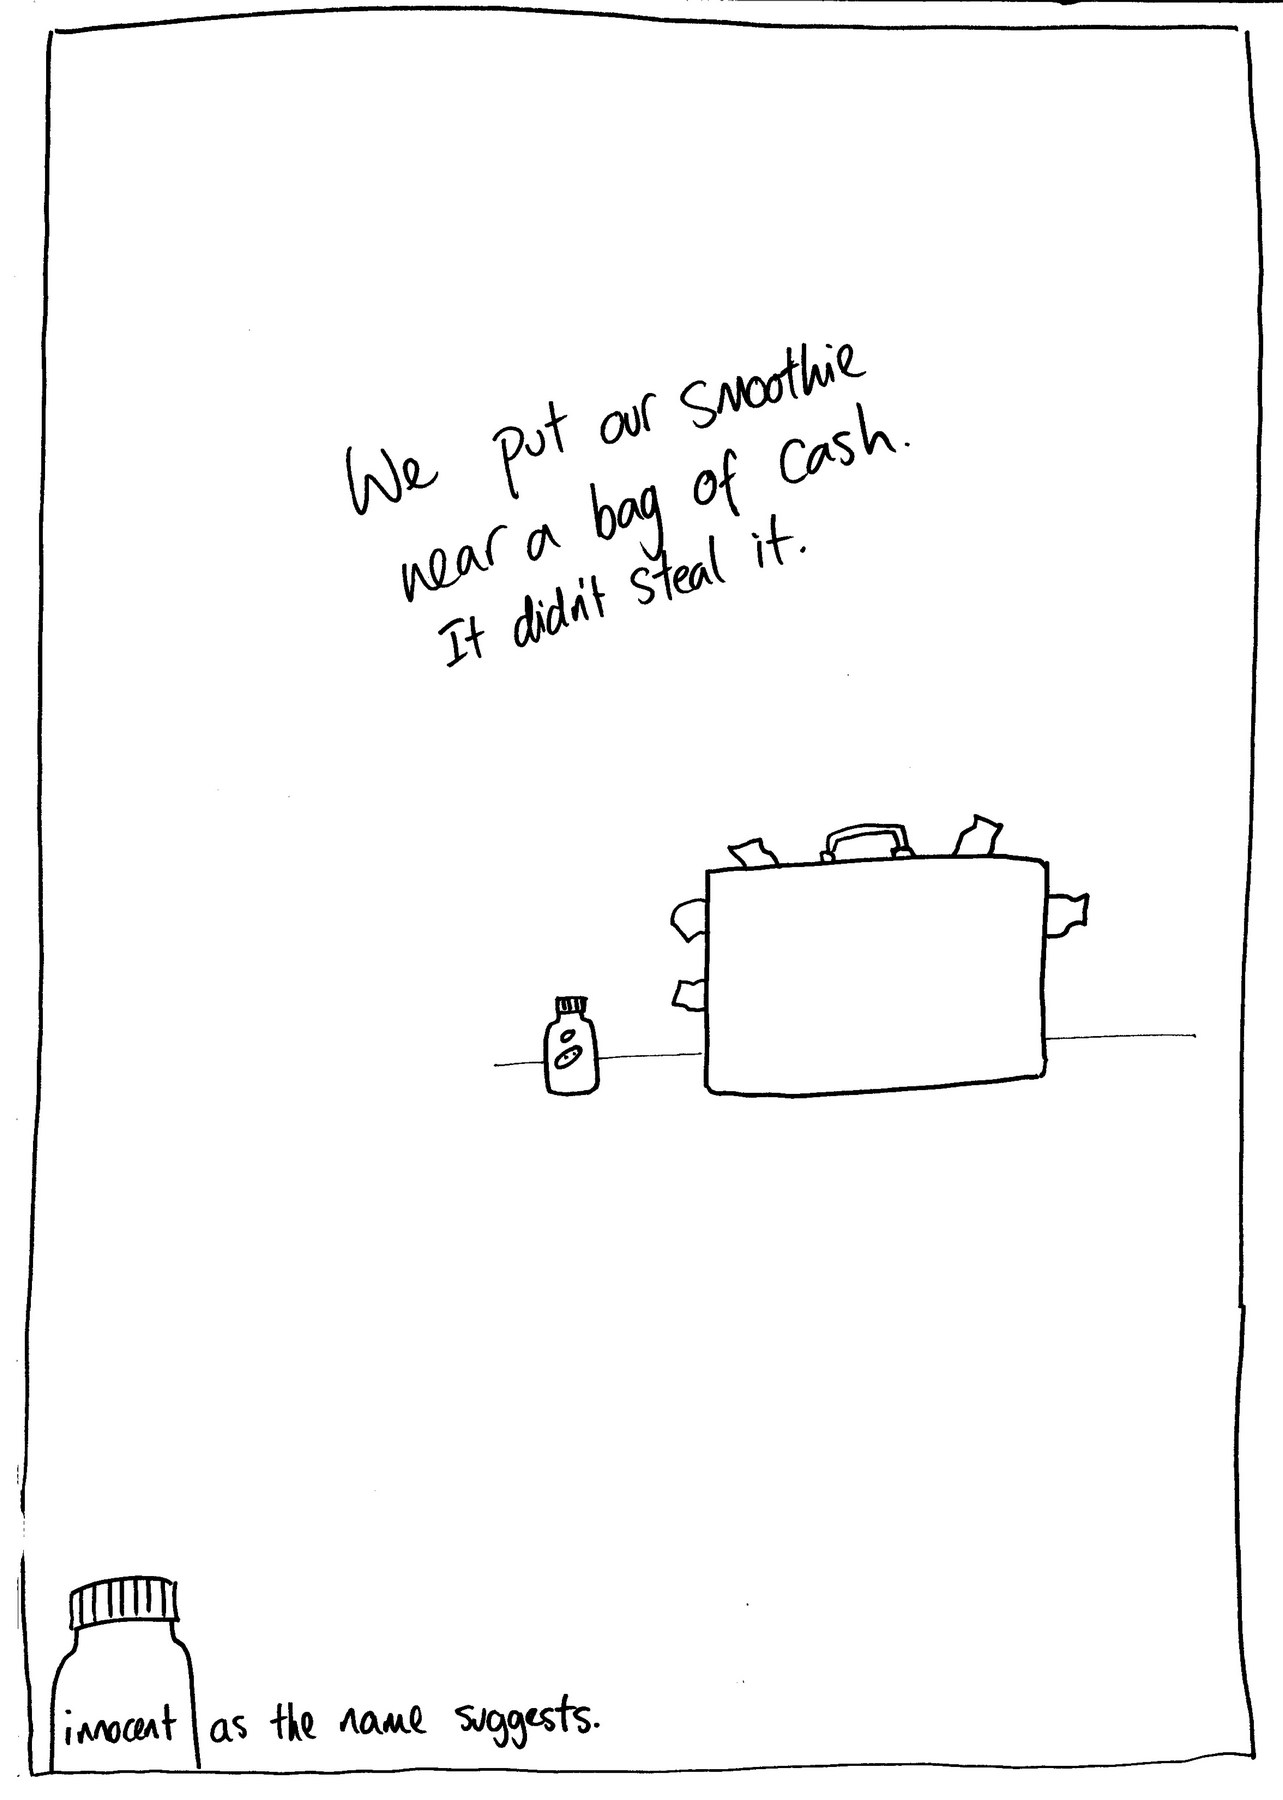 We put our smoothie
near a bag of cash.
It didn't steal it.
innocent as the name suggests.